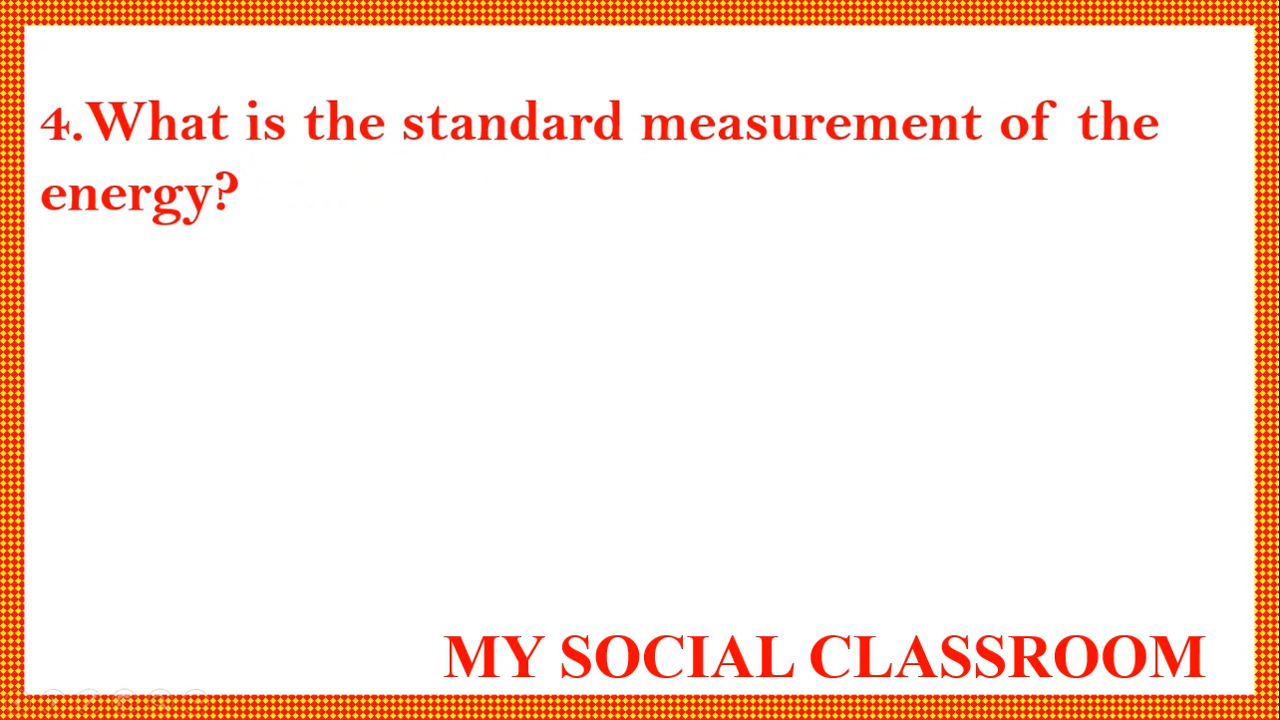 4.What is the standard measurement of the
energy?
MY SOCIAL CLASSROOM